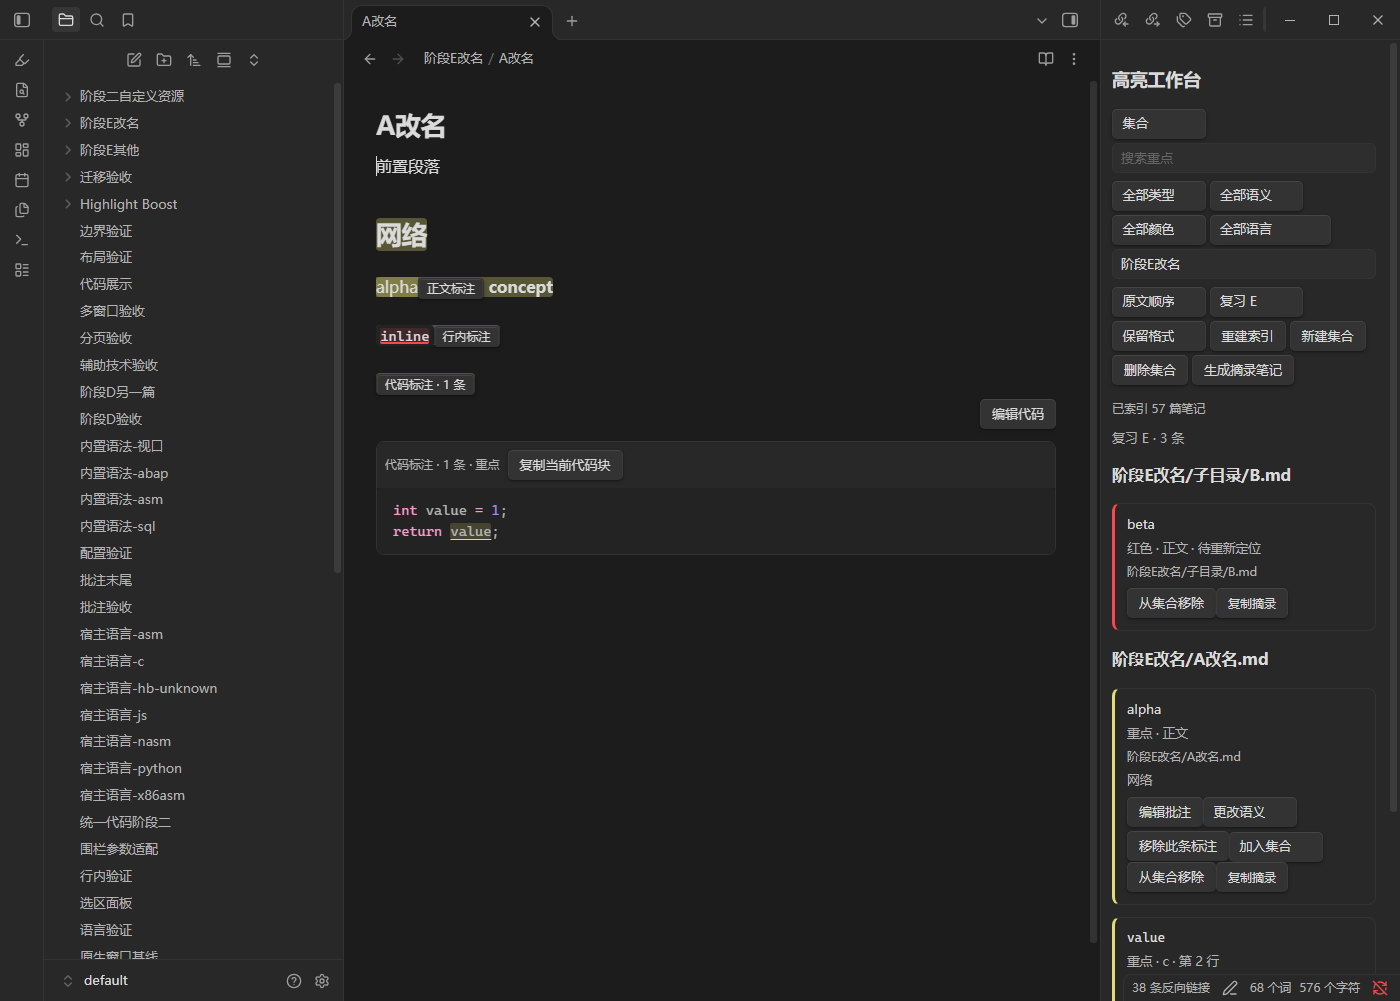 A改名
阶段E改名 / A改名
阶段二自定义资源
阶段E改名
阶段E其他
迁移验收
Highlight Boost
边界验证
布局验证
代码展示
多窗口验收
分页验收
辅助技术验收
阶段D另一篇
阶段D验收
内置语法-视口
内置语法-abap
内置语法-asm
内置语法-sql
配置验证
批注末尾
批注验收
宿主语言-asm
宿主语言-c
宿主语言-hb-unknown
宿主语言-js
宿主语言-nasm
宿主语言-python
宿主语言-x86asm
统一代码阶段二
围栏参数适配
行内验证
选区面板
语言验证
原生窗口基线
default
A改名
前置段落
网络
alpha 正文标注 concept
inline 行内标注
代码标注 · 1 条
编辑代码
代码标注 · 1 条 · 重点 复制当前代码块
int value = 1;
return value;
高亮工作台
集合
搜索重点
全部类型 全部语义
全部颜色 全部语言
阶段E改名
原文顺序 复习 E
保留格式 重建索引 新建集合
删除集合 生成摘录笔记
已索引 57 篇笔记
复习 E · 3 条
阶段E改名/子目录/B.md
beta
红色 · 正文 · 待重新定位
阶段E改名/子目录/B.md
从集合移除 复制摘录
阶段E改名/A改名.md
alpha
重点 · 正文
阶段E改名/A改名.md
网络
编辑批注 更改语义
移除此条标注 加入集合
从集合移除 复制摘录
value
重点 · c · 第 2 行
38 条反向链接 68 个词 576 个字符